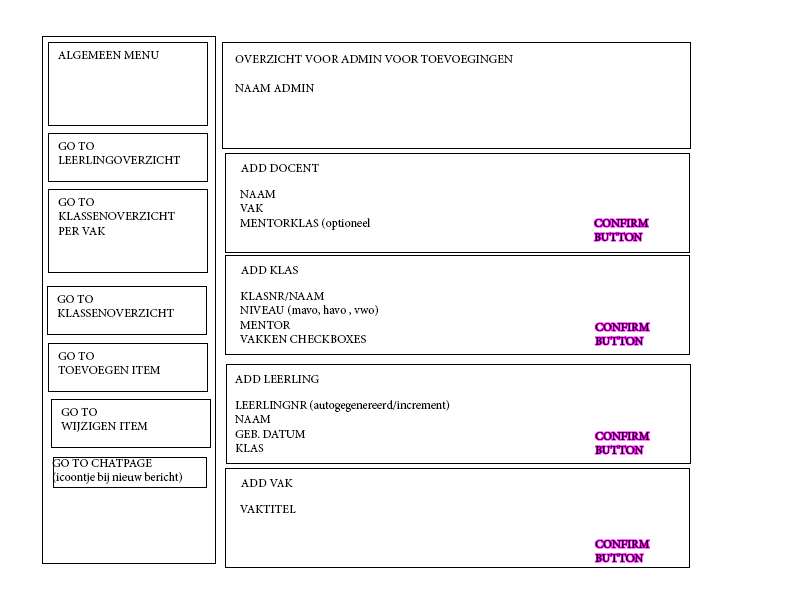 ALGEMEEN MENU
GO TO
LEERLINGOVERZICHT
GO TO
KLASSENOVERZICHT
PER VAK
GO TO
KLASSENOVERZICHT
GO TO
TOEVOEGEN ITEM
GO TO
WIJZIGEN ITEM
GO TO CHATPAGE
(icoontje bij nieuw bericht)
OVERZICHT VOOR ADMIN VOOR TOEVOEGINGEN
NAAM ADMIN
ADD DOCENT
NAAM
VAK
MENTORKLAS (optioneel
CONFIRM
BUTTON
ADD KLAS
KLASNR/NAAM
NIVEAU (mavo, havo , vwo)
MENTOR
VAKKEN CHECKBOXES
CONFIRM
BUTTON
ADD LEERLING
LEERLINGNR (autogegenereerd/increment)
NAAM
GEB. DATUM
KLAS
CONFIRM
BUTTON
ADD VAK
VAKTITEL
CONFIRM
BUTTON